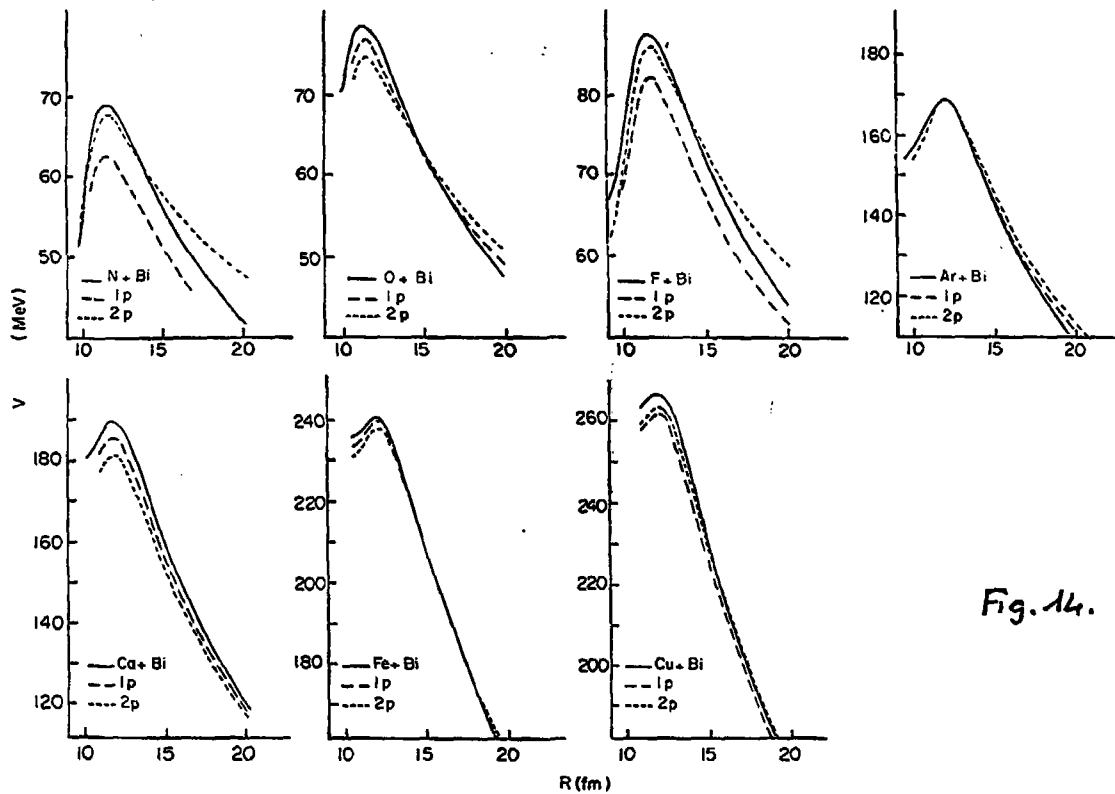 70
60
50
10
15
20
N + Bi
1p
2p
70
60
50
10
15
20
O + Bi
1p
2p
80
70
60
10
15
20
F + Bi
1p
2p
180
160
140
120
10
15
20
Ar + Bi
1p
2p
(MeV)
V
180
160
140
120
10
15
20
Ca + Bi
1p
2p
240
220
200
180
10
15
20
Fe + Bi
1p
2p
260
240
220
200
10
15
20
Cu + Bi
1p
2p
R (fm)
Fig. 14.